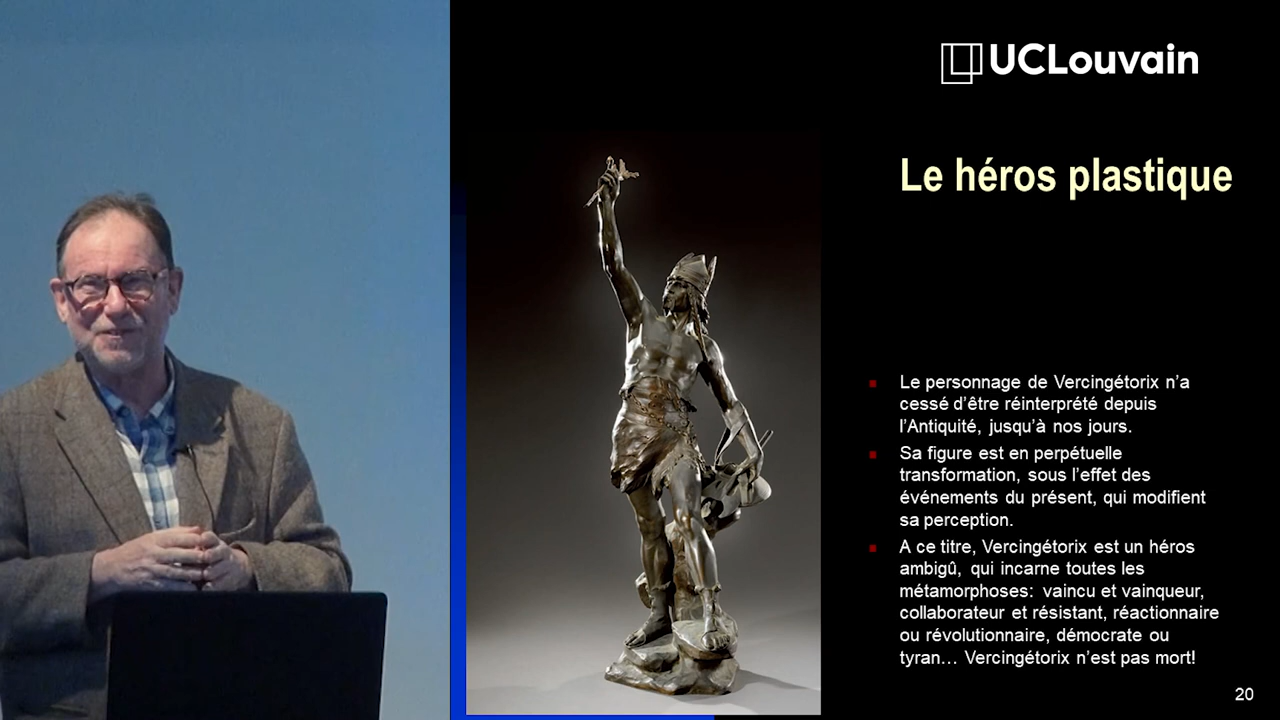 UCLouvain
Le héros plastique
Le personnage de Vercingétorix n’a
cessé d’être réinterprété depuis
l’Antiquité, jusqu’à nos jours.
Sa figure est en perpétuelle
transformation, sous l’effet des
événements du présent, qui modifient
sa perception.
A ce titre, Vercingétorix est un héros
ambigû, qui incarne toutes les
métamorphoses: vaincu et vainqueur,
collaborateur et résistant, réactionnaire
ou révolutionnaire, démocrate ou
tyran… Vercingétorix n’est pas mort!
20